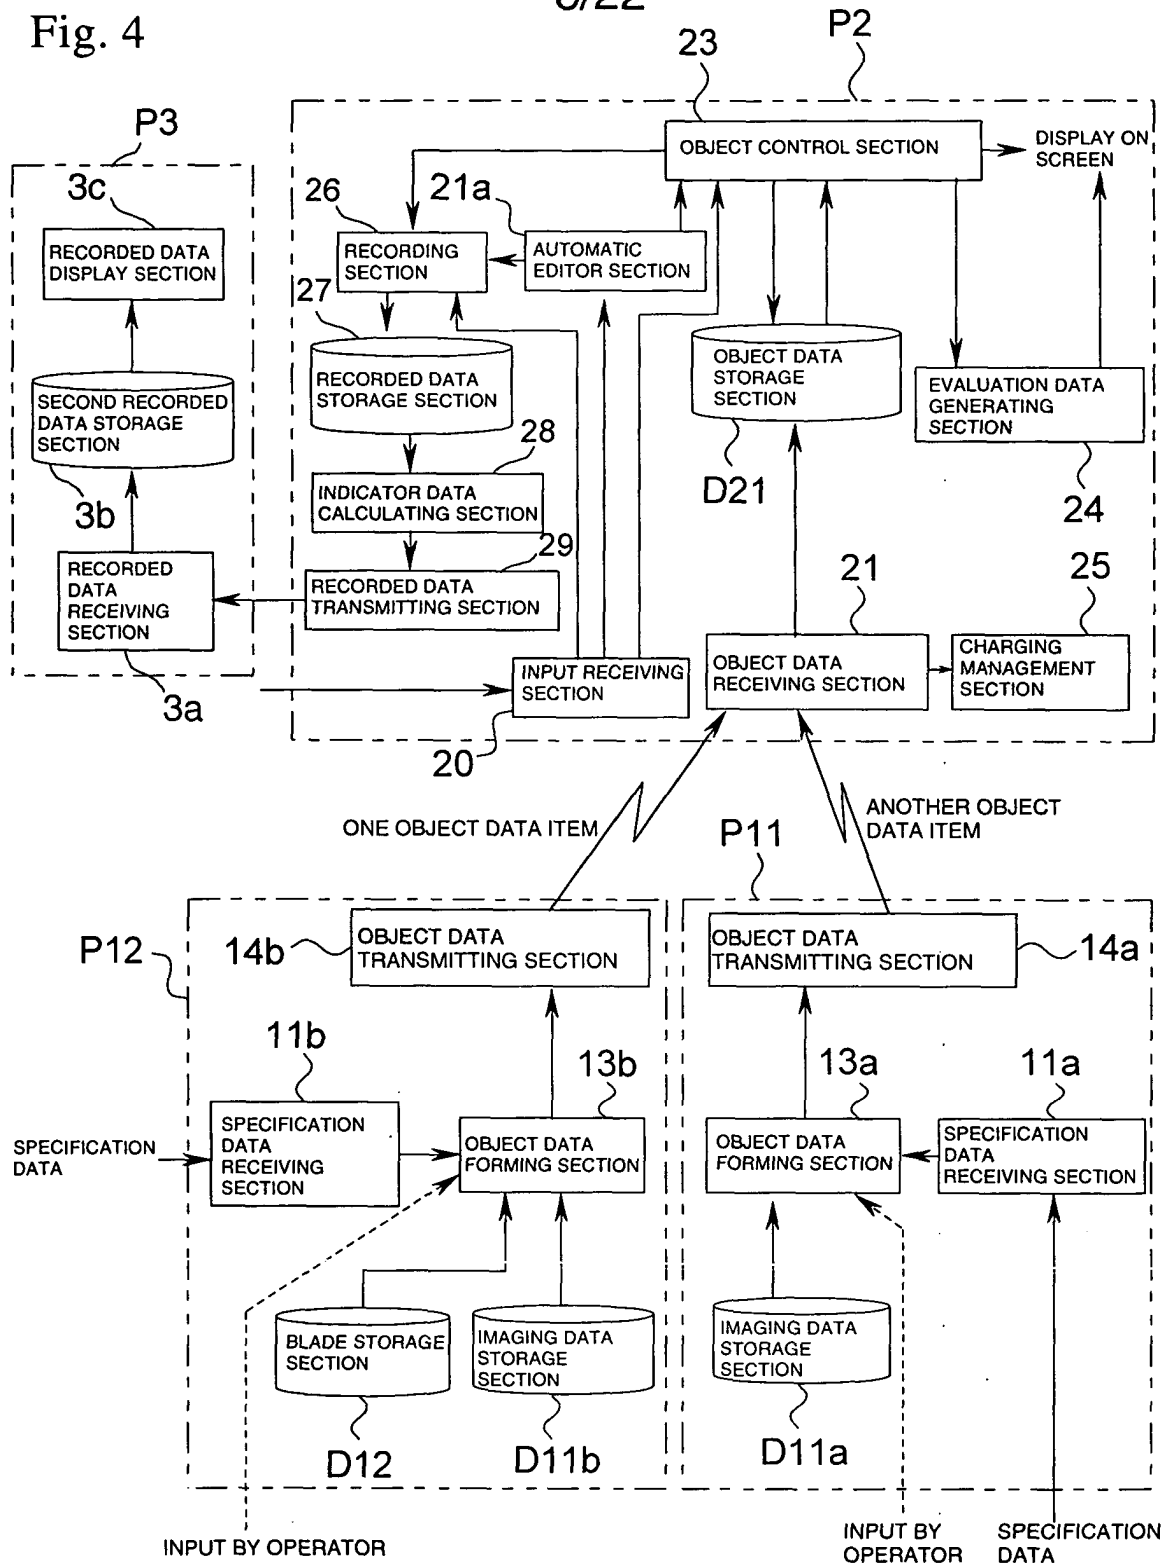 Fig. 4
P2
23
P3
OBJECT CONTROL SECTION
DISPLAY ON
SCREEN
3c
26
21a
RECORDED DATA
DISPLAY SECTION
RECORDING
SECTION
AUTOMATIC
EDITOR SECTION
27
OBJECT DATA
STORAGE
SECTION
RECORDED DATA
STORAGE SECTION
EVALUATION DATA
GENERATING
SECTION
SECOND RECORDED
DATA STORAGE
SECTION
28
D21
24
3b
INDICATOR DATA
CALCULATING SECTION
29
RECORDED
DATA
RECEIVING
SECTION
RECORDED DATA
TRANSMITTING SECTION
21
25
INPUT RECEIVING
SECTION
OBJECT DATA
RECEIVING SECTION
CHARGING
MANAGEMENT
SECTION
3a
20
ONE OBJECT DATA ITEM
ANOTHER OBJECT
DATA ITEM
P11
P12
14b
OBJECT DATA
TRANSMITTING SECTION
OBJECT DATA
TRANSMITTING SECTION
14a
11b
13b
13a
11a
SPECIFICATION
DATA
SPECIFICATION
DATA
RECEIVING
SECTION
OBJECT DATA
FORMING SECTION
OBJECT DATA
FORMING SECTION
SPECIFICATION
DATA
RECEIVING SECTION
BLADE STORAGE
SECTION
IMAGING DATA
STORAGE
SECTION
IMAGING DATA
STORAGE
SECTION
D12
D11b
D11a
INPUT BY OPERATOR
INPUT BY
OPERATOR
SPECIFICATION
DATA